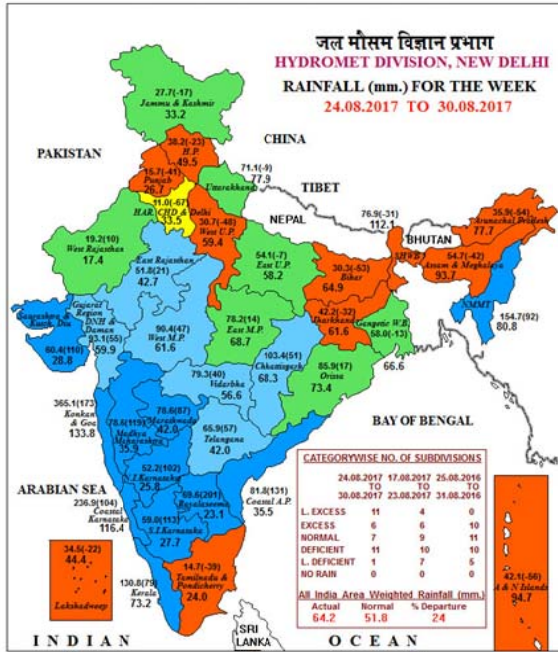 जल मौसम विज्ञान प्रभाग
HYDROMET DIVISION, NEW DELHI
RAINFALL (mm.) FOR THE WEEK
24.08.2017 TO 30.08.2017
27.7(-17)
Jammu & Kashmir
33.2
CHINA
38.2(-23)
H.P.
49.5
PAKISTAN
15.7(-41)
Punjab
26.7
71.1(-9)
77.9
Uttarakhand
TIBET
11.0(-67)
HAR. CHD & Delhi
33.5
30.7(-48)
West U.P.
59.4
NEPAL
76.9(-31)
112.1
BHUTAN
35.9(-54)
Arunachal Pradesh
77.7
19.2(10)
West Rajasthan
17.4
East Rajasthan
51.8(21)
42.7
54.1(-7)
East U.P.
58.2
30.3(-53)
Bihar
64.9
SHWB
54.7(-42)
Assam & Meghalaya
93.7
NMMT
154.7(92)
80.8
Gujarat
Region
DNH &
Daman
93.1(55)
59.9
Saurashtra &
Kutch, Diu
60.4(110)
28.8
90.4(47)
West M.P.
61.6
78.2(14)
East M.P.
68.7
42.2(-32)
Jharkhand
61.6
Gangetic W.B.
58.0(-13)
66.6
103.4(51)
Chhattisgarh
68.3
79.3(40)
Vidarbha
56.6
85.9(17)
Orissa
73.4
365.1(173)
Konkan
& Goa
133.8
78.6(119)
Madhya
Maharashtra
35.9
78.6(87)
Marathwada
42.0
65.9(57)
Telangana
42.0
BAY OF BENGAL
ARABIAN SEA
52.2(102)
N.I.Karnataka
25.8
69.6(201)
Rayalaseema
23.1
81.8(131)
Coastal A.P.
35.5
236.9(104)
Coastal
Karnataka
116.4
59.0(113)
S.I.Karnataka
27.7
34.5(-22)
44.4
Lakshadweep
130.8(79)
Kerala
73.2
14.7(-39)
Tamilnadu &
Pondicherry
24.0
CATEGORYWISE NO. OF SUBDIVISIONS
24.08.2017 17.08.2017 25.08.2016
TO TO TO
30.08.2017 23.08.2017 31.08.2016
L. EXCESS 11 4 0
EXCESS 6 6 10
NORMAL 7 9 11
DEFICIENT 11 10 10
L. DEFICIENT 1 7 5
NO RAIN 0 0 0
All India Area Weighted Rainfall (mm.)
Actual Normal % Departure
64.2 51.8 24
42.1(-56)
A & N Islands
94.7
SRI
LANKA
INDIAN OCEAN